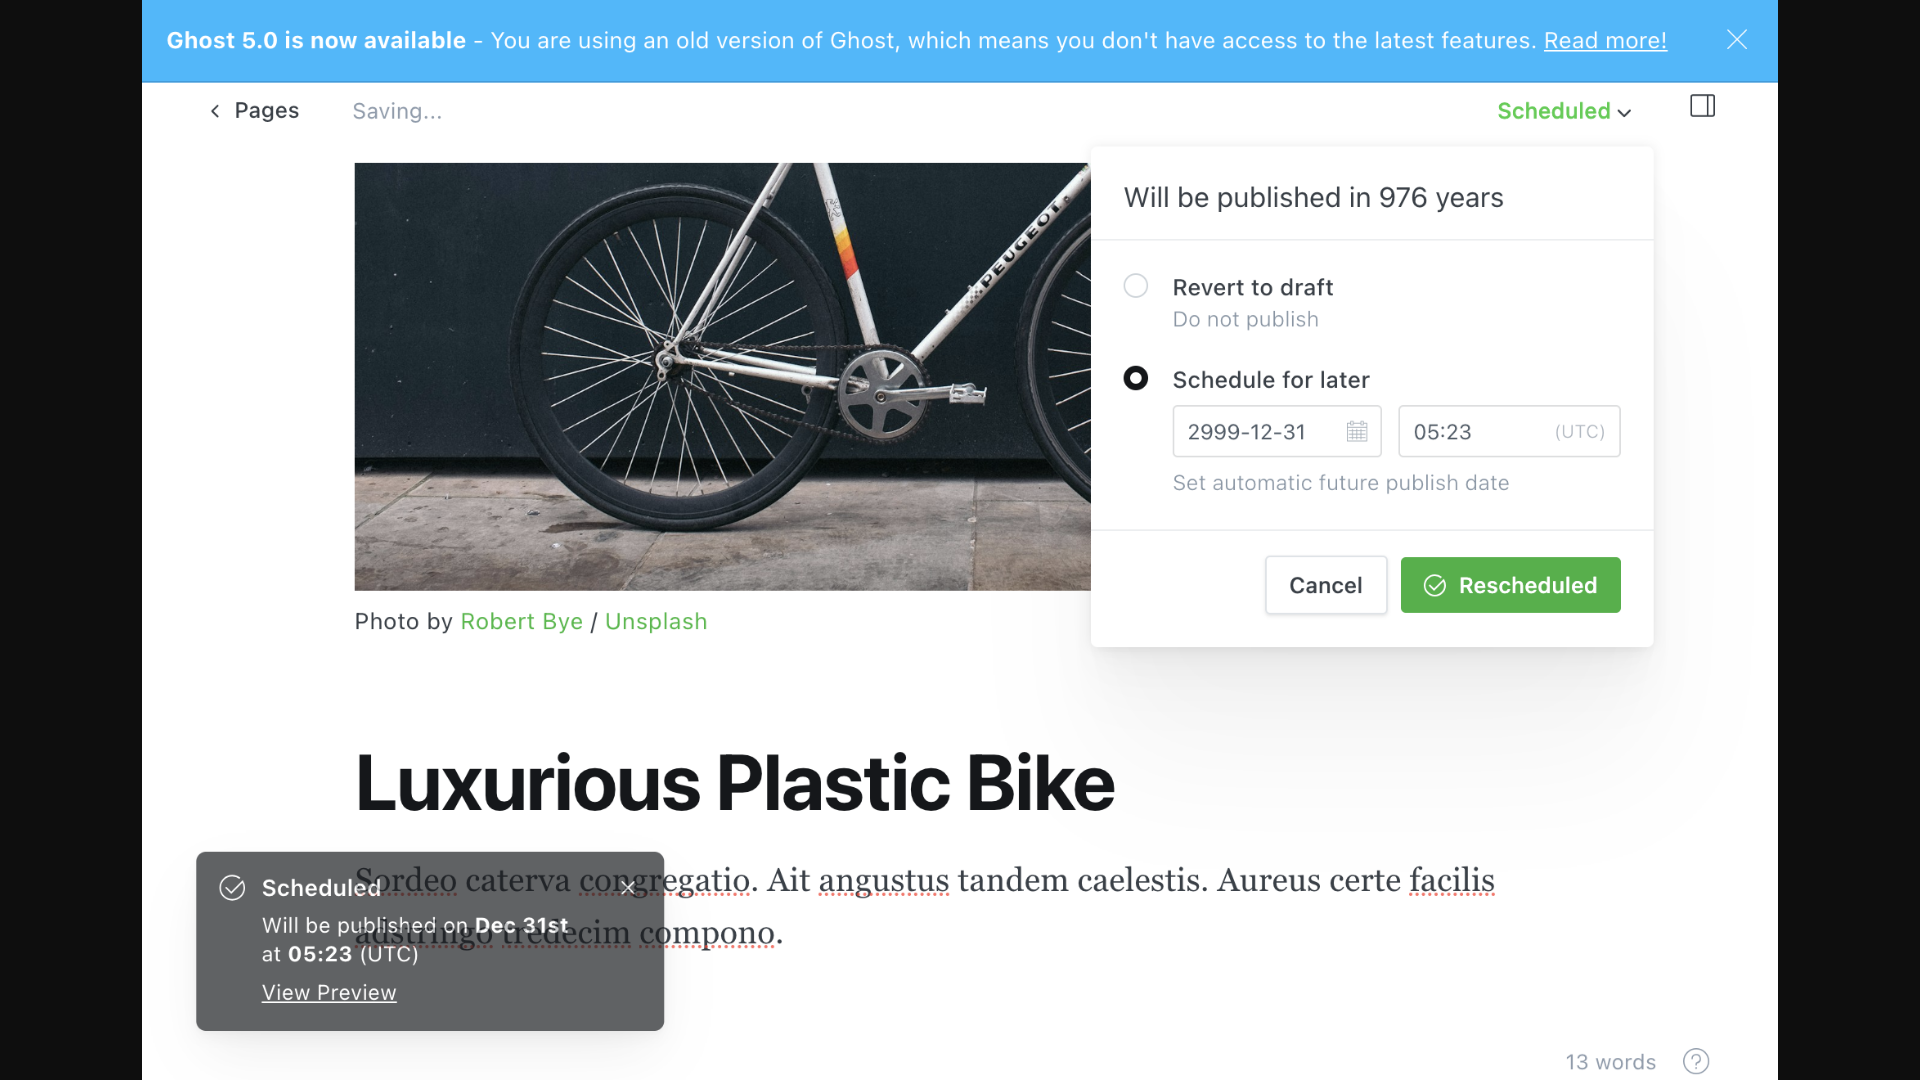 Ghost 5.0 is now available - You are using an old version of Ghost, which means you don't have access to the latest features. Read more!
Pages
Saving...
Scheduled
Will be published in 976 years
Revert to draft
Do not publish
Schedule for later
2999-12-31
05:23 (UTC)
Set automatic future publish date
Cancel
Rescheduled
PEUGEOT
Photo by Robert Bye / Unsplash
Luxurious Plastic Bike
Sordeo caterva congregatio. Ait angustus tandem caelestis. Aureus certe facilis
adstringo tredecim compono.
Scheduled
Will be published on Dec 31st
at 05:23 (UTC)
View Preview
13 words